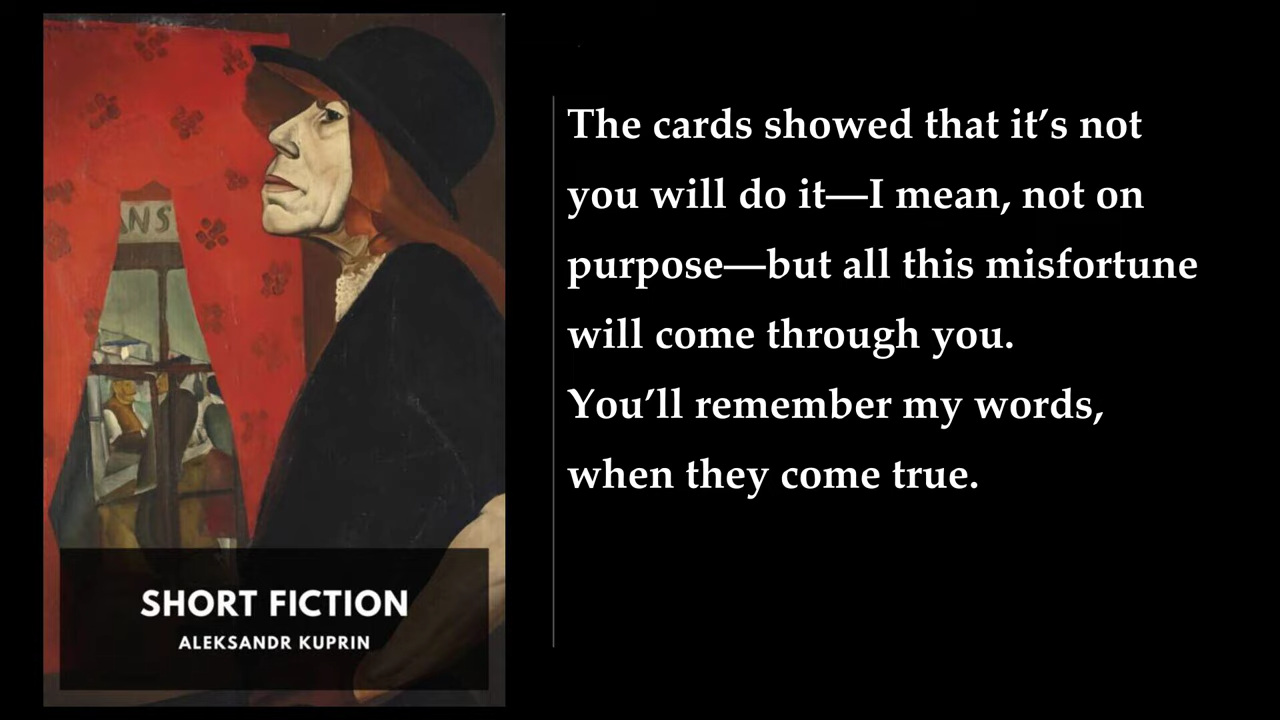 NS
SHORT FICTION
ALEKSANDR KUPRIN
The cards showed that it’s not
you will do it—I mean, not on
purpose—but all this misfortune
will come through you.
You’ll remember my words,
when they come true.